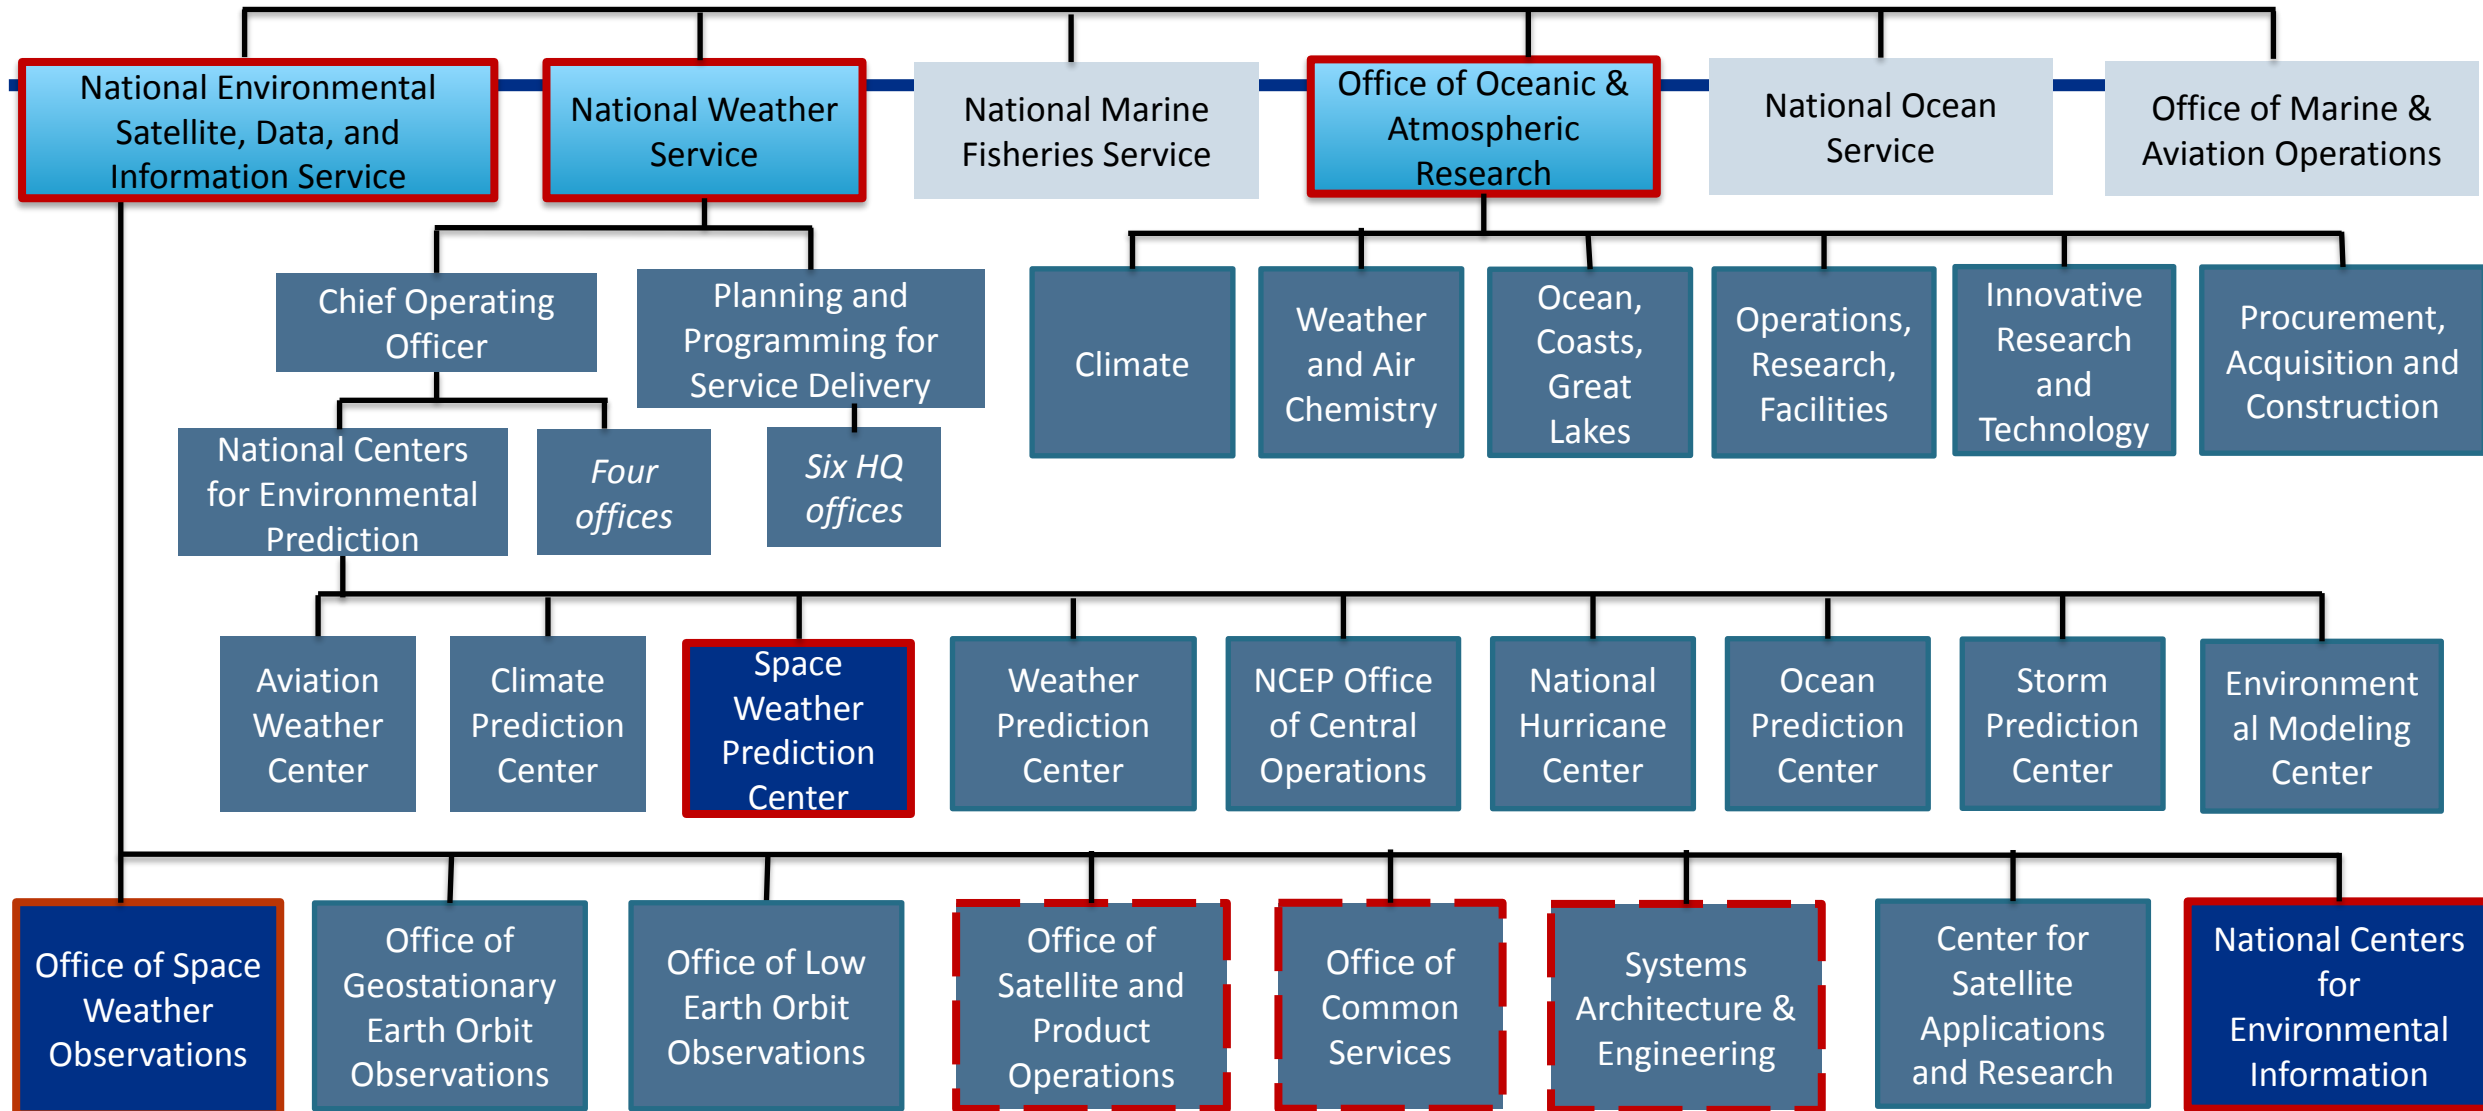 National Environmental
Satellite, Data, and
Information Service
National Weather
Service
National Marine
Fisheries Service
Office of Oceanic &
Atmospheric
Research
National Ocean
Service
Office of Marine &
Aviation Operations
Chief Operating
Officer
Planning and
Programming for
Service Delivery
Climate
Weather
and Air
Chemistry
Ocean,
Coasts,
Great
Lakes
Operations,
Research,
Facilities
Innovative
Research
and
Technology
Procurement,
Acquisition and
Construction
National Centers
for Environmental
Prediction
Four
offices
Six HQ
offices
Aviation
Weather
Center
Climate
Prediction
Center
Space
Weather
Prediction
Center
Weather
Prediction
Center
NCEP Office
of Central
Operations
National
Hurricane
Center
Ocean
Prediction
Center
Storm
Prediction
Center
Environment
al Modeling
Center
Office of Space
Weather
Observations
Office of
Geostationary
Earth Orbit
Observations
Office of Low
Earth Orbit
Observations
Office of
Satellite and
Product
Operations
Office of
Common
Services
Systems
Architecture &
Engineering
Center for
Satellite
Applications
and Research
National Centers
for
Environmental
Information